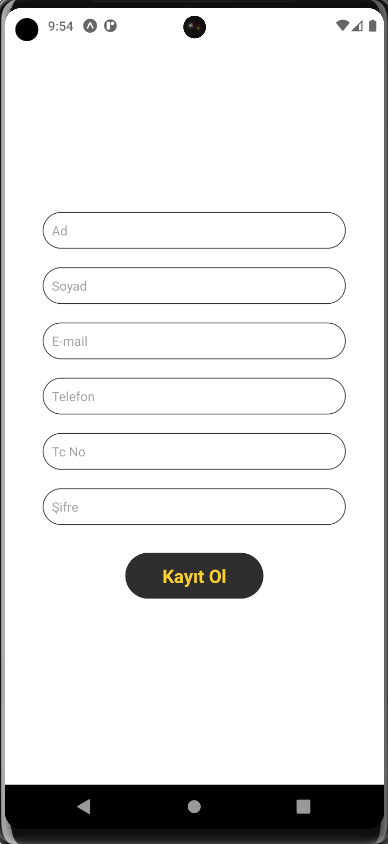 9:54
Ad
Soyad
E-mail
Telefon
Tc No
Şifre
Kayıt Ol